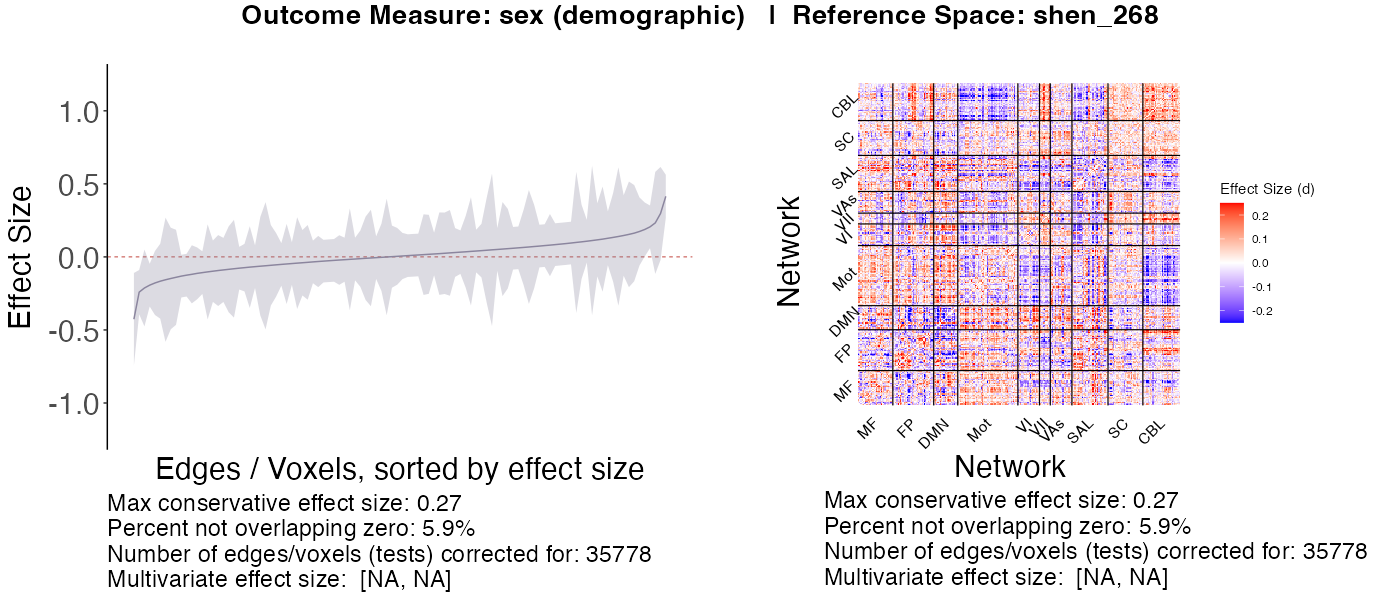 Outcome Measure: sex (demographic) | Reference Space: shen_268
1.0
0.5
0.0
-0.5
-1.0
Effect Size
Edges / Voxels, sorted by effect size
Max conservative effect size: 0.27
Percent not overlapping zero: 5.9%
Number of edges/voxels (tests) corrected for: 35778
Multivariate effect size: [NA, NA]
Network
CBL
SC
SAL
VAs
VII
VI
Mot
DMN
FP
MF
MF
FP
DMN
Mot
VI
VII
VAs
SAL
SC
CBL
Network
Effect Size (d)
0.2
0.1
0.0
-0.1
-0.2
Max conservative effect size: 0.27
Percent not overlapping zero: 5.9%
Number of edges/voxels (tests) corrected for: 35778
Multivariate effect size: [NA, NA]